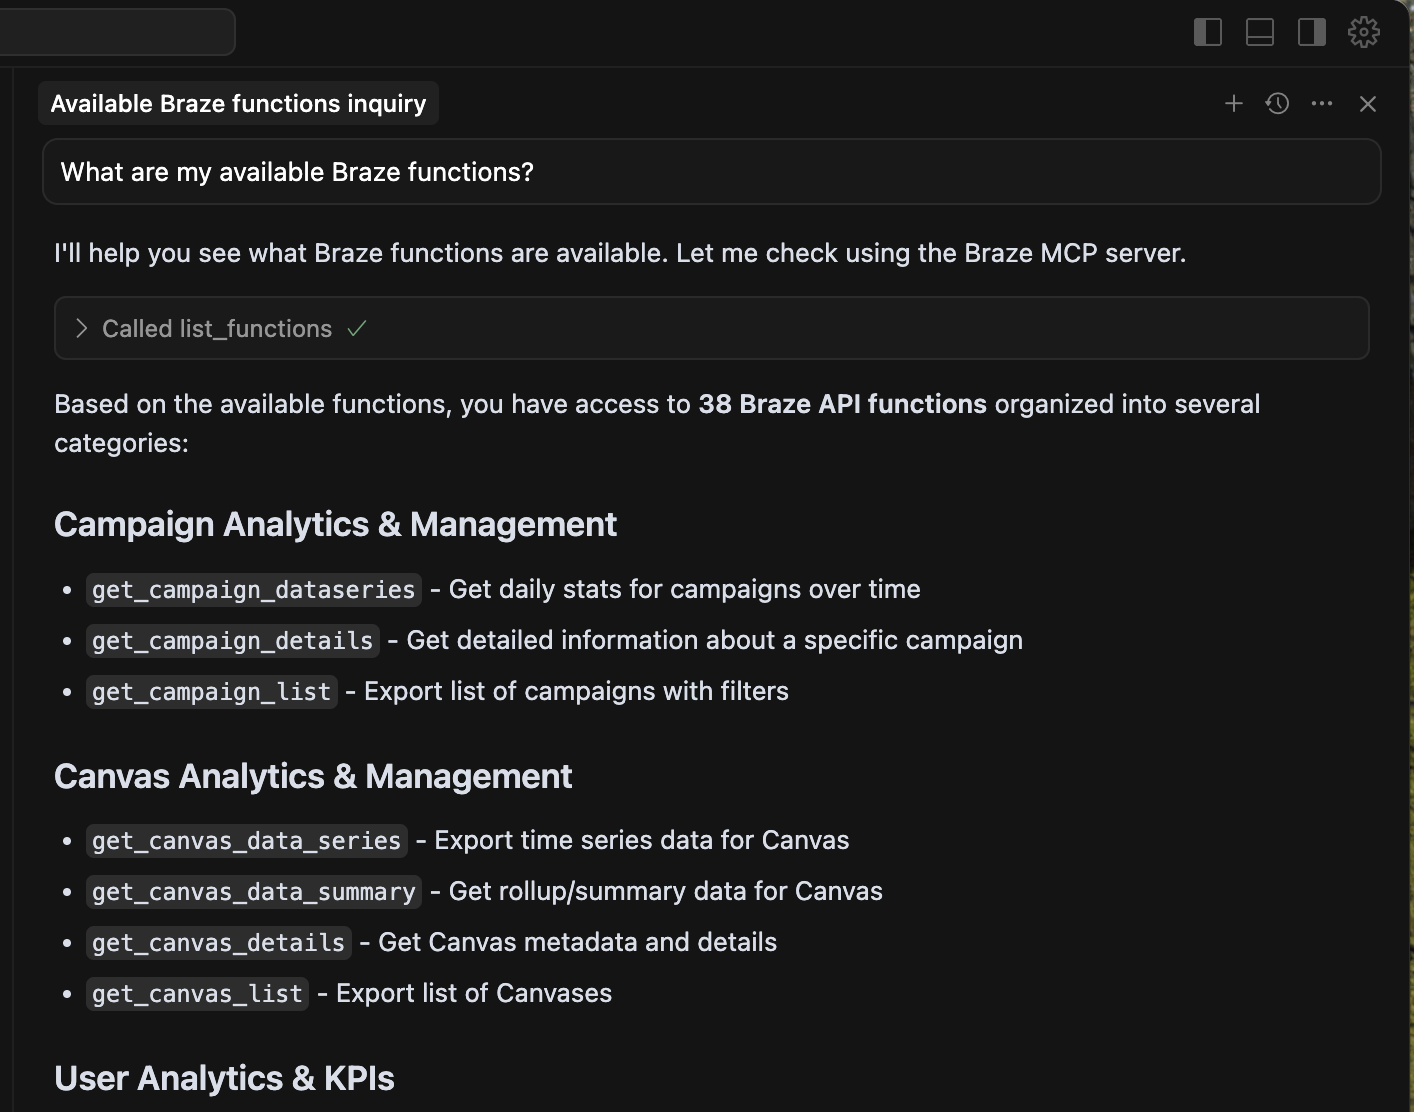 Available Braze functions inquiry
What are my available Braze functions?
I'll help you see what Braze functions are available. Let me check using the Braze MCP server.
Called list_functions
Based on the available functions, you have access to 38 Braze API functions organized into several
categories:
Campaign Analytics & Management
• get_campaign_dataseries - Get daily stats for campaigns over time
• get_campaign_details - Get detailed information about a specific campaign
• get_campaign_list - Export list of campaigns with filters
Canvas Analytics & Management
• get_canvas_data_series - Export time series data for Canvas
• get_canvas_data_summary - Get rollup/summary data for Canvas
• get_canvas_details - Get Canvas metadata and details
• get_canvas_list - Export list of Canvases
User Analytics & KPIs